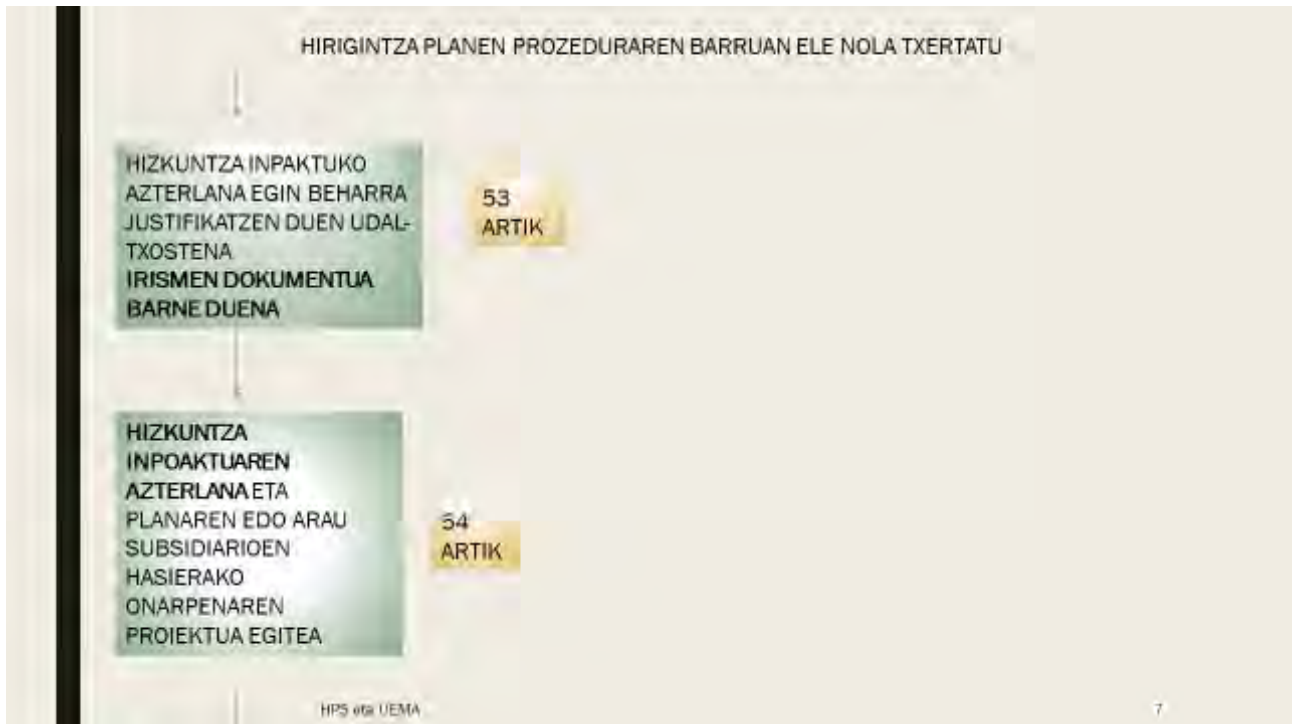 HIRIGINTZA PLANEN PROZEDURAREN BARRUAN ELE NOLA TXERTATU
HIZKUNTZA INPAKTUKO
AZTERLANA EGIN BEHARRA
JUSTIFIKATZEN DUEN UDAL-
TXOSTENA
IRISMEN DOKUMENTUA
BARNE DUENA
53
ARTIK
HIZKUNTZA
INPOAKTUAREN
AZTERLANA ETA
PLANAREN EDO ARAU
SUBSIDIARIOEN
HASIERAKO
ONARPENAREN
PROIEKTUA EGITEA
54
ARTIK
HPS eta UEMA
7